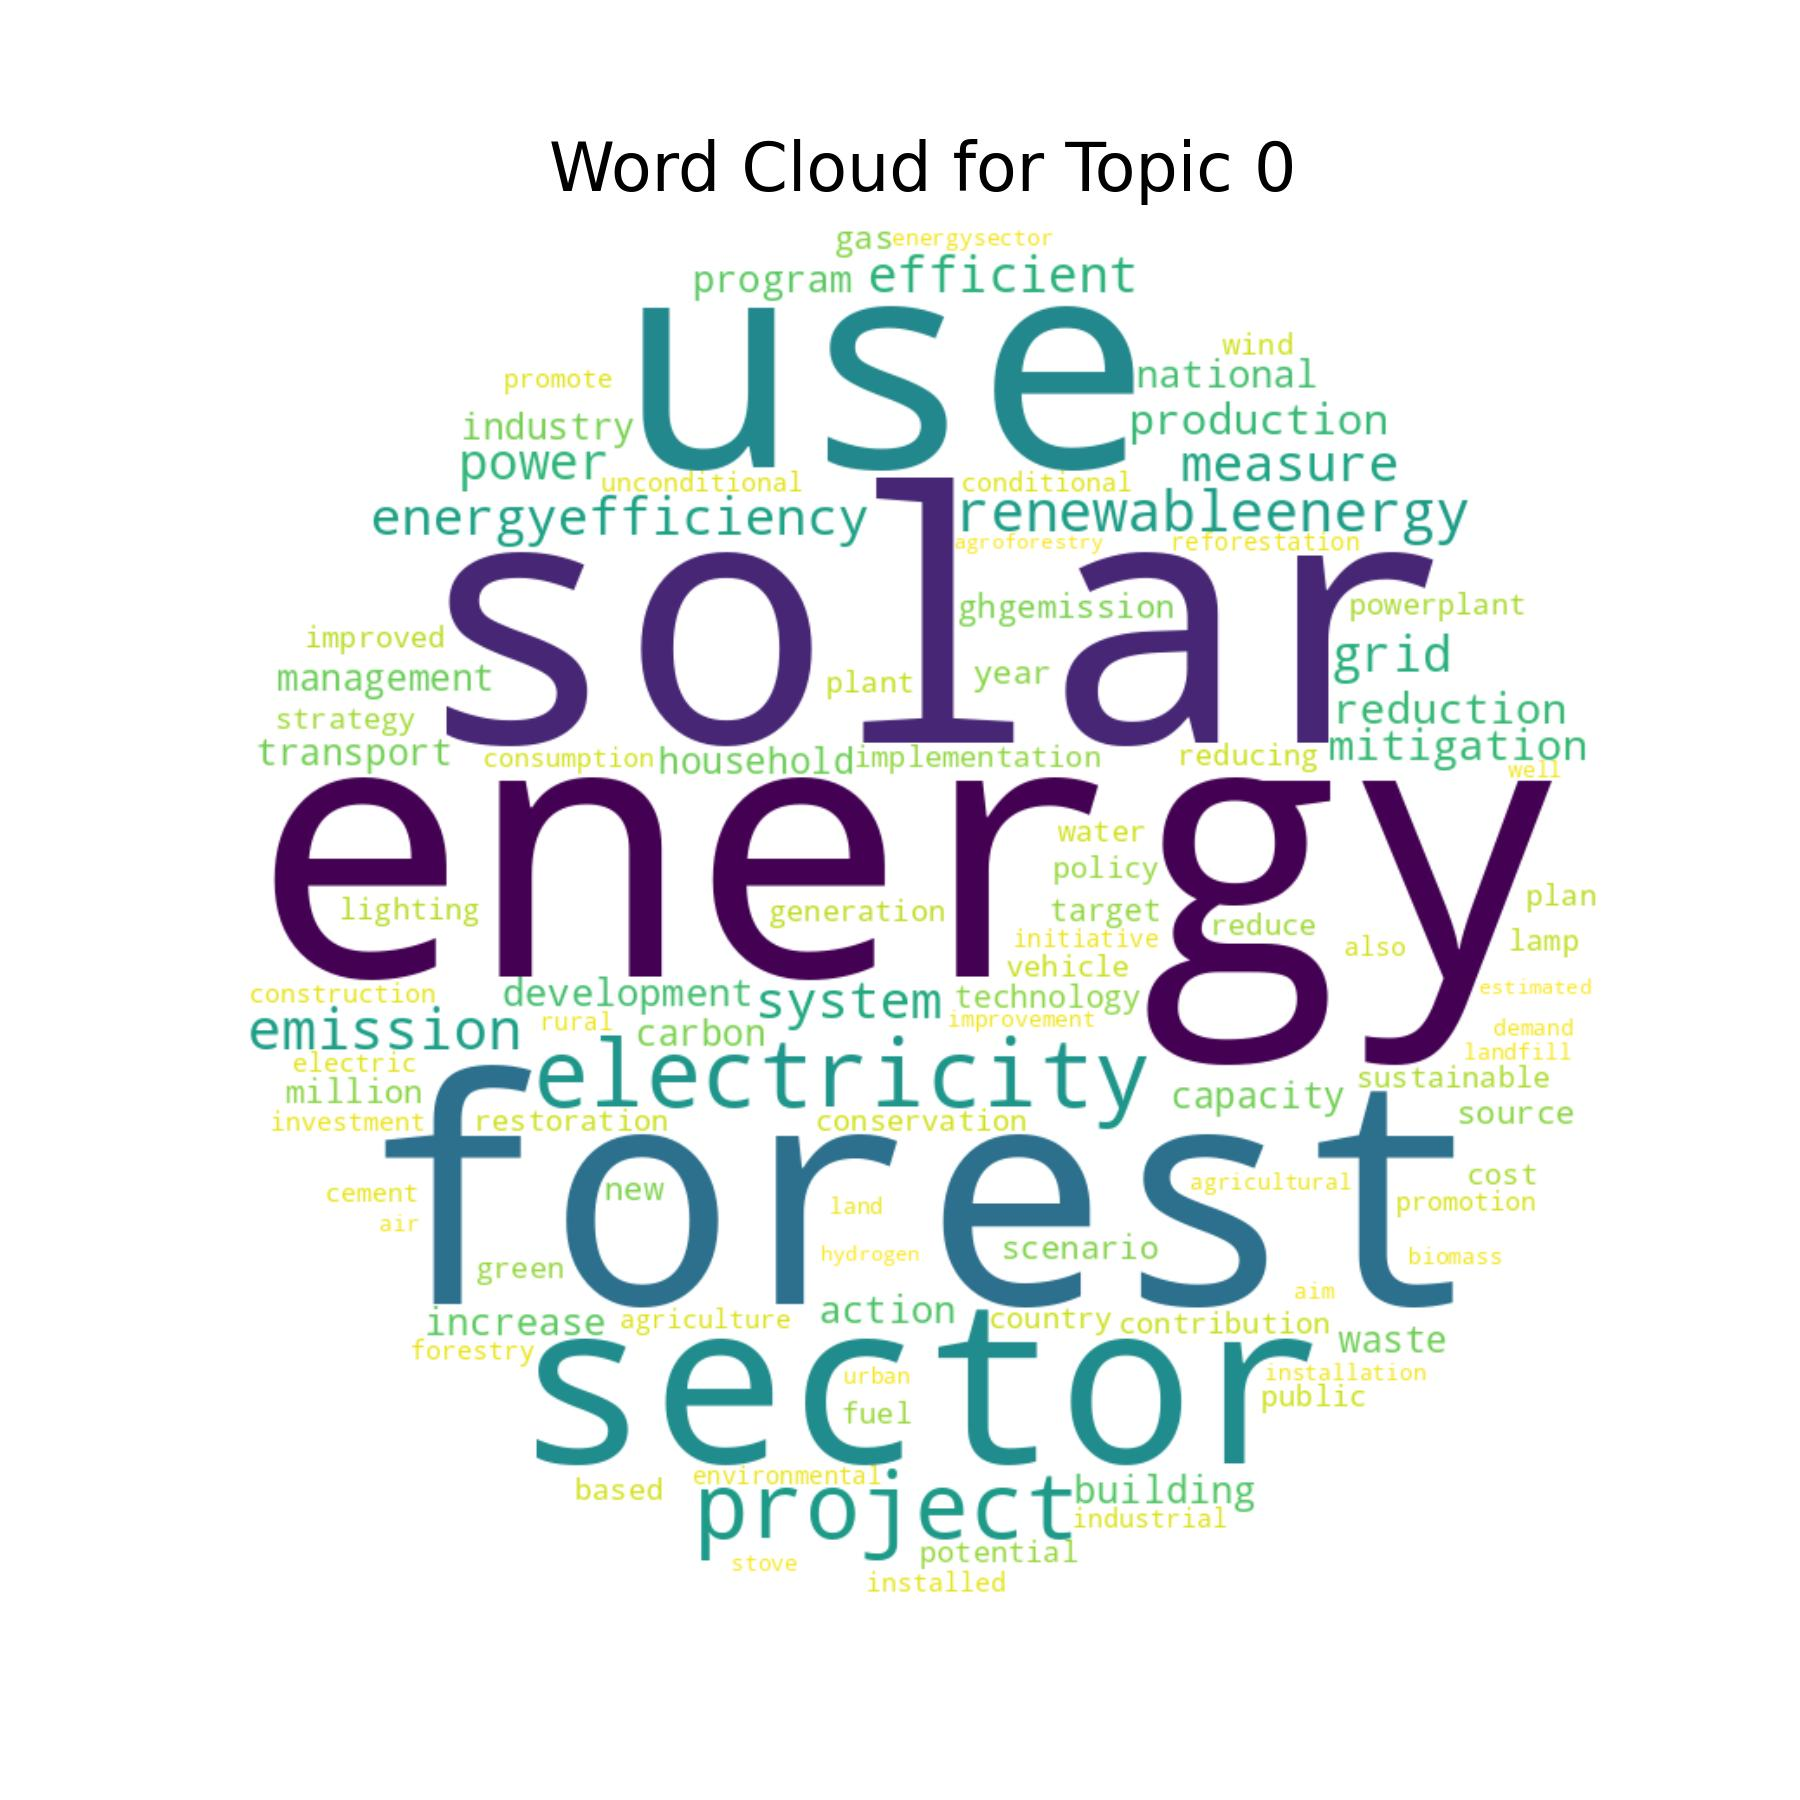 Word Cloud for Topic 0
gas energysector
program efficient
use
wind
promote national
industry production
power measure
unconditional conditional
energyefficiency renewableenergy
agroforestry reforestation
solar
ghgemission powerplant
improved grid
management plant year
strategy reduction
transport mitigation
consumption household implementation reducing
well
energy
water
policy
lighting generation target reduce plan
initiative also lamp
vehicle
construction development system technology estimated
emission rural carbon improvement demand
electric landfill
million electricity capacity sustainable
investment restoration conservation source
forest
cement new land agricultural cost
air promotion
green hydrogen scenario biomass
aim
increase agriculture action country contribution waste
forestry
sector
urban installation
fuel public
based environmental building
project industrial
stove potential
installed